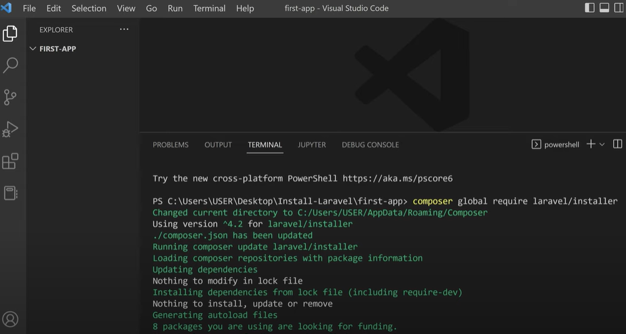 File Edit Selection View Go Run Terminal Help first-app - Visual Studio Code
EXPLORER ...
FIRST-APP
PROBLEMS OUTPUT TERMINAL JUPYTER DEBUG CONSOLE powershell
Try the new cross-platform PowerShell https://aka.ms/pscore6
PS C:\Users\USER\Desktop\Install-Laravel\first-app> composer global require laravel/installer
Changed current directory to C:/Users/USER/AppData/Roaming/Composer
Using version ^4.2 for laravel/installer
./composer.json has been updated
Running composer update laravel/installer
Loading composer repositories with package information
Updating dependencies
Nothing to modify in lock file
Installing dependencies from lock file (including require-dev)
Nothing to install, update or remove
Generating autoload files
8 packages you are using are looking for funding.